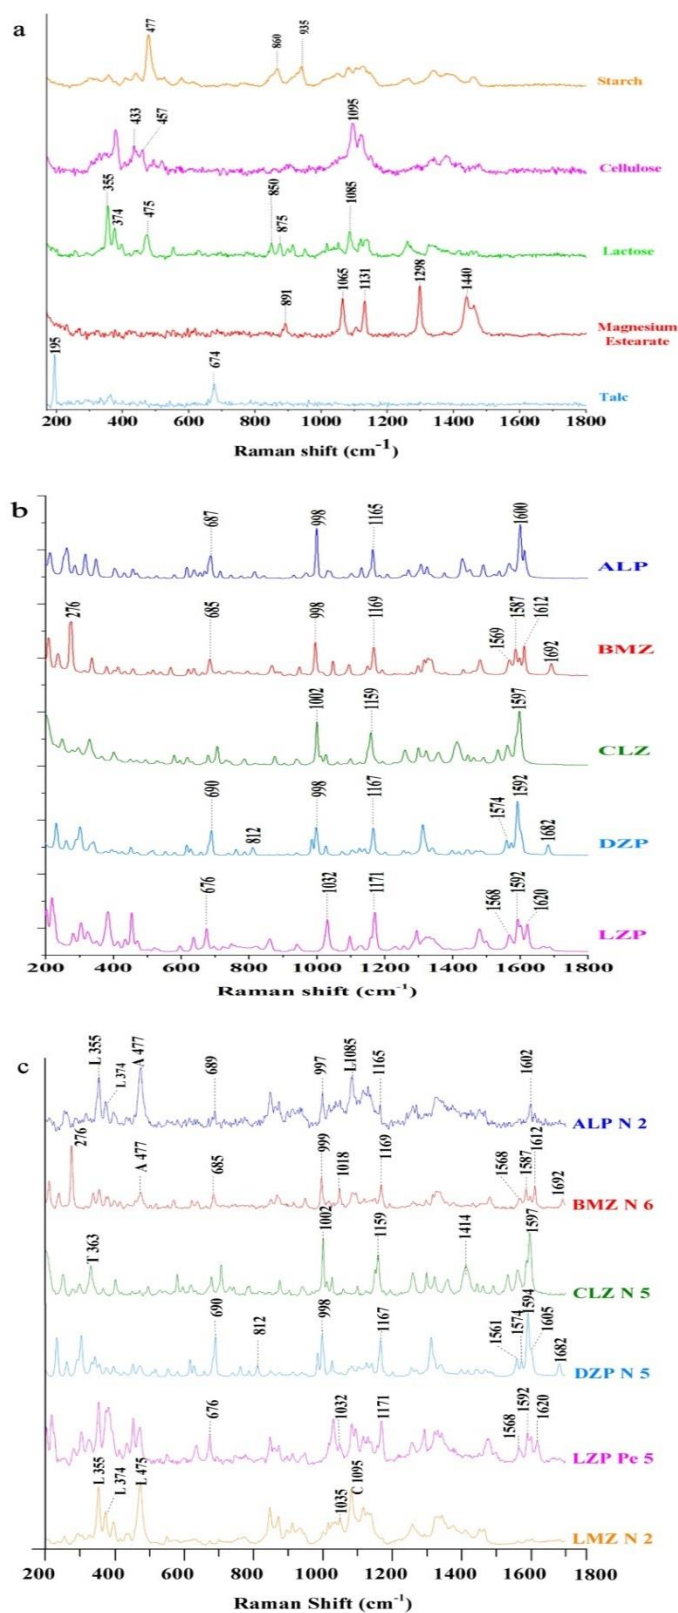 a
477
860
935
Starch
433
457
1095
Cellulose
355
374
475
850
875
1085
Lactose
891
1065
1131
1298
1440
Magnesium
Estearate
195
674
Talc
200 400 600 800 1000 1200 1400 1600 1800
Raman shift (cm-1)
b
687
998
1165
1600
ALP
276
685
998
1169
1569
1587
1612
1692
BMZ
1002
1159
1597
CLZ
690
812
998
1167
1574
1592
1682
DZP
676
1032
1171
1568
1592
1620
LZP
200 400 600 800 1000 1200 1400 1600 1800
Raman shift (cm-1)
c
L 355
L 374
A 477
689
997
L1085
1165
1602
ALP N 2
276
A 477
685
999
1018
1169
1568
1587
1612
1692
BMZ N 6
T 363
1002
1159
1414
1597
CLZ N 5
690
812
998
1167
1561
1574
1594
1605
1682
DZP N 5
676
1032
1171
1568
1592
1620
LZP Pe 5
L 355
L 374
L 475
1035
C 1095
LMZ N 2
200 400 600 800 1000 1200 1400 1600 1800
Raman Shift (cm-1)